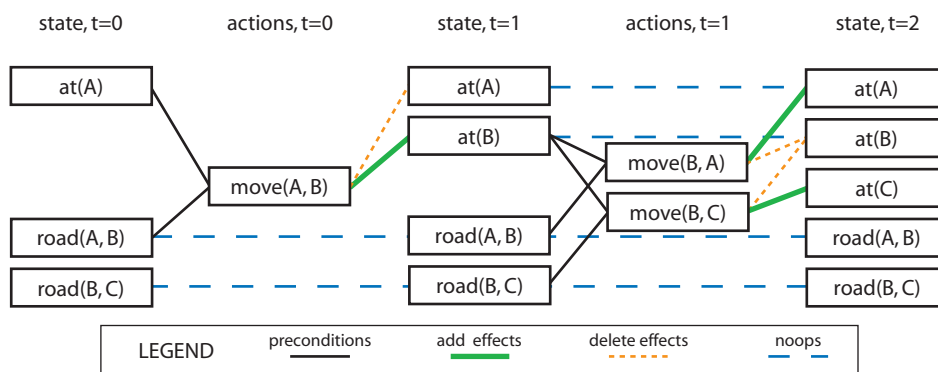 state, t=0 actions, t=0 state, t=1 actions, t=1 state, t=2
at(A) at(A) at(A)
at(B) at(B)
move(B, A)
move(A, B) at(C)
move(B, C)
road(A, B) road(A, B) road(A, B)
road(B, C) road(B, C) road(B, C)
LEGEND preconditions add effects delete effects noops